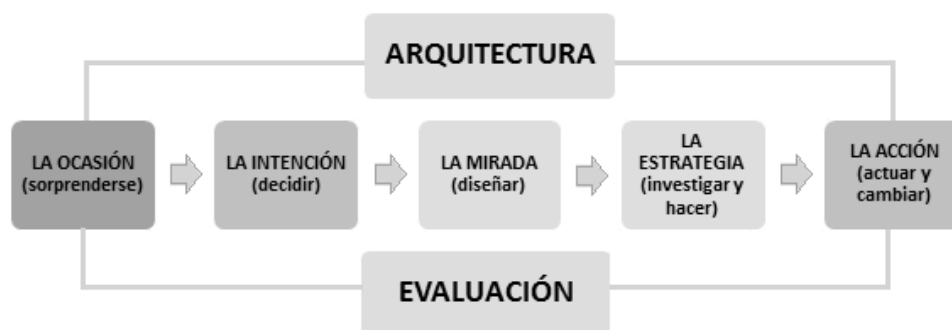 ARQUITECTURA
LA OCASIÓN
(sorprenderse)
LA INTENCIÓN
(decidir)
LA MIRADA
(diseñar)
LA
ESTRATEGIA
(investigar y
hacer)
LA ACCIÓN
(actuar y
cambiar)
EVALUACIÓN